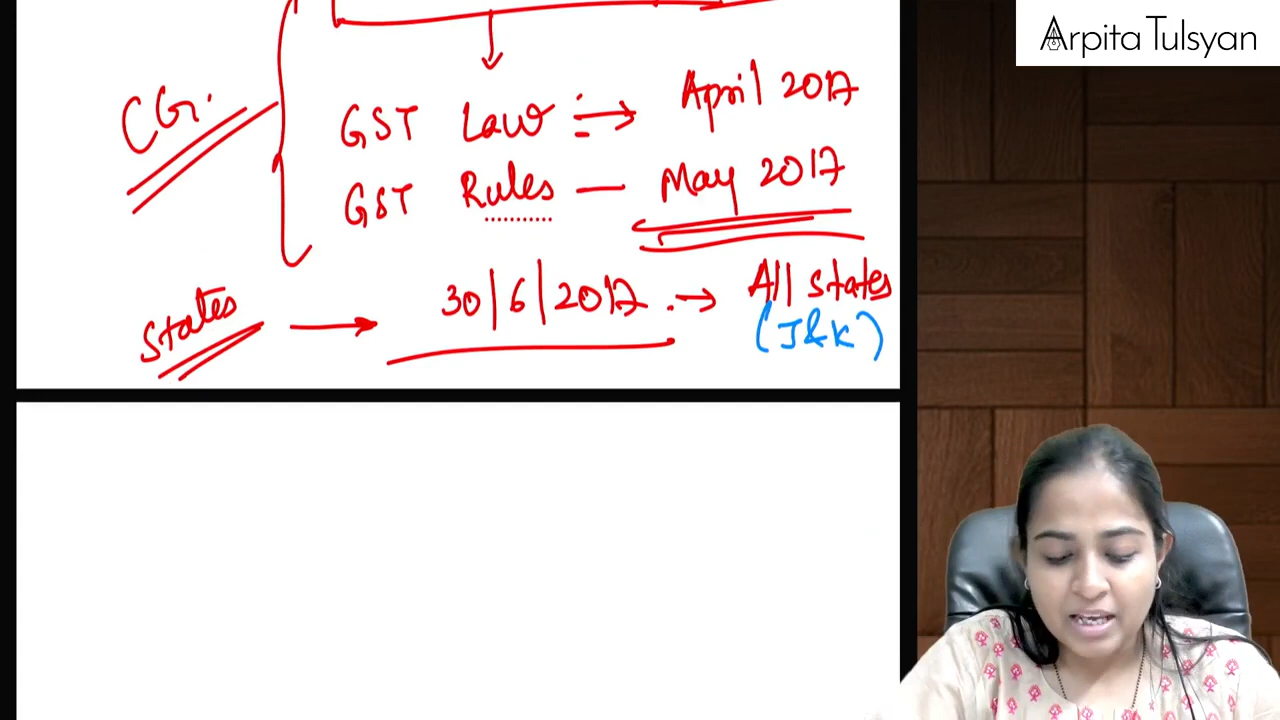 Arpita Tulsyan
CG.
GST Law :→ April 2017
GST Rules — May 2017
States → 30/6/2017 . → All states
(J&K)